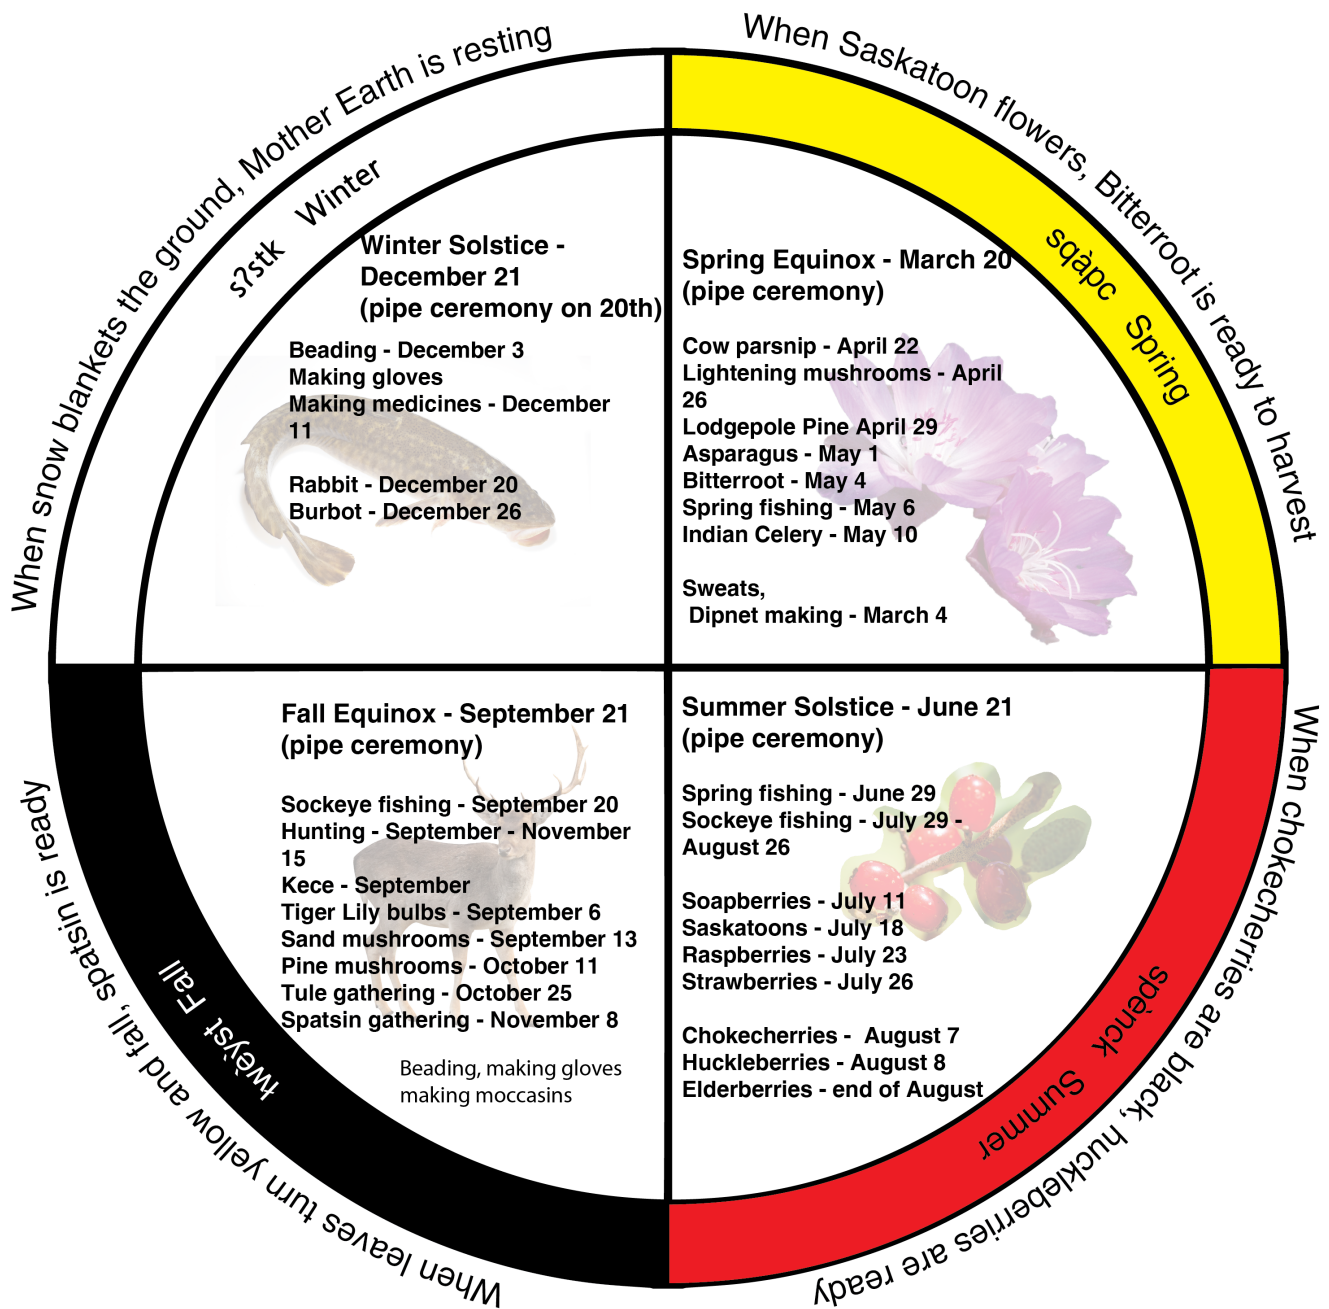 When snow blankets the ground, Mother Earth is resting
When Saskatoon flowers, Bitterroot is ready to harvest
sʔstk Winter
Winter Solstice -
December 21
(pipe ceremony on 20th)
Beading - December 3
Making gloves
Making medicines - December
11
Rabbit - December 20
Burbot - December 26
sqàpc Spring
Spring Equinox - March 20
(pipe ceremony)
Cow parsnip - April 22
Lightening mushrooms - April
26
Lodgepole Pine April 29
Asparagus - May 1
Bitterroot - May 4
Spring fishing - May 6
Indian Celery - May 10
Sweats,
Dipnet making - March 4
Fall Equinox - September 21
(pipe ceremony)
Sockeye fishing - September 20
Hunting - September - November
15
Kece - September
Tiger Lily bulbs - September 6
Sand mushrooms - September 13
Pine mushrooms - October 11
Tule gathering - October 25
Spatsin gathering - November 8
Beading, making gloves
making moccasins
twèyst Fall
When leaves turn yellow and fall, spatsin is ready
Summer Solstice - June 21
(pipe ceremony)
Spring fishing - June 29
Sockeye fishing - July 29 -
August 26
Soapberries - July 11
Saskatoons - July 18
Raspberries - July 23
Strawberries - July 26
Chokecherries - August 7
Huckleberries - August 8
Elderberries - end of August
spènck Summer
When chokecherries are black, huckleberries are ready